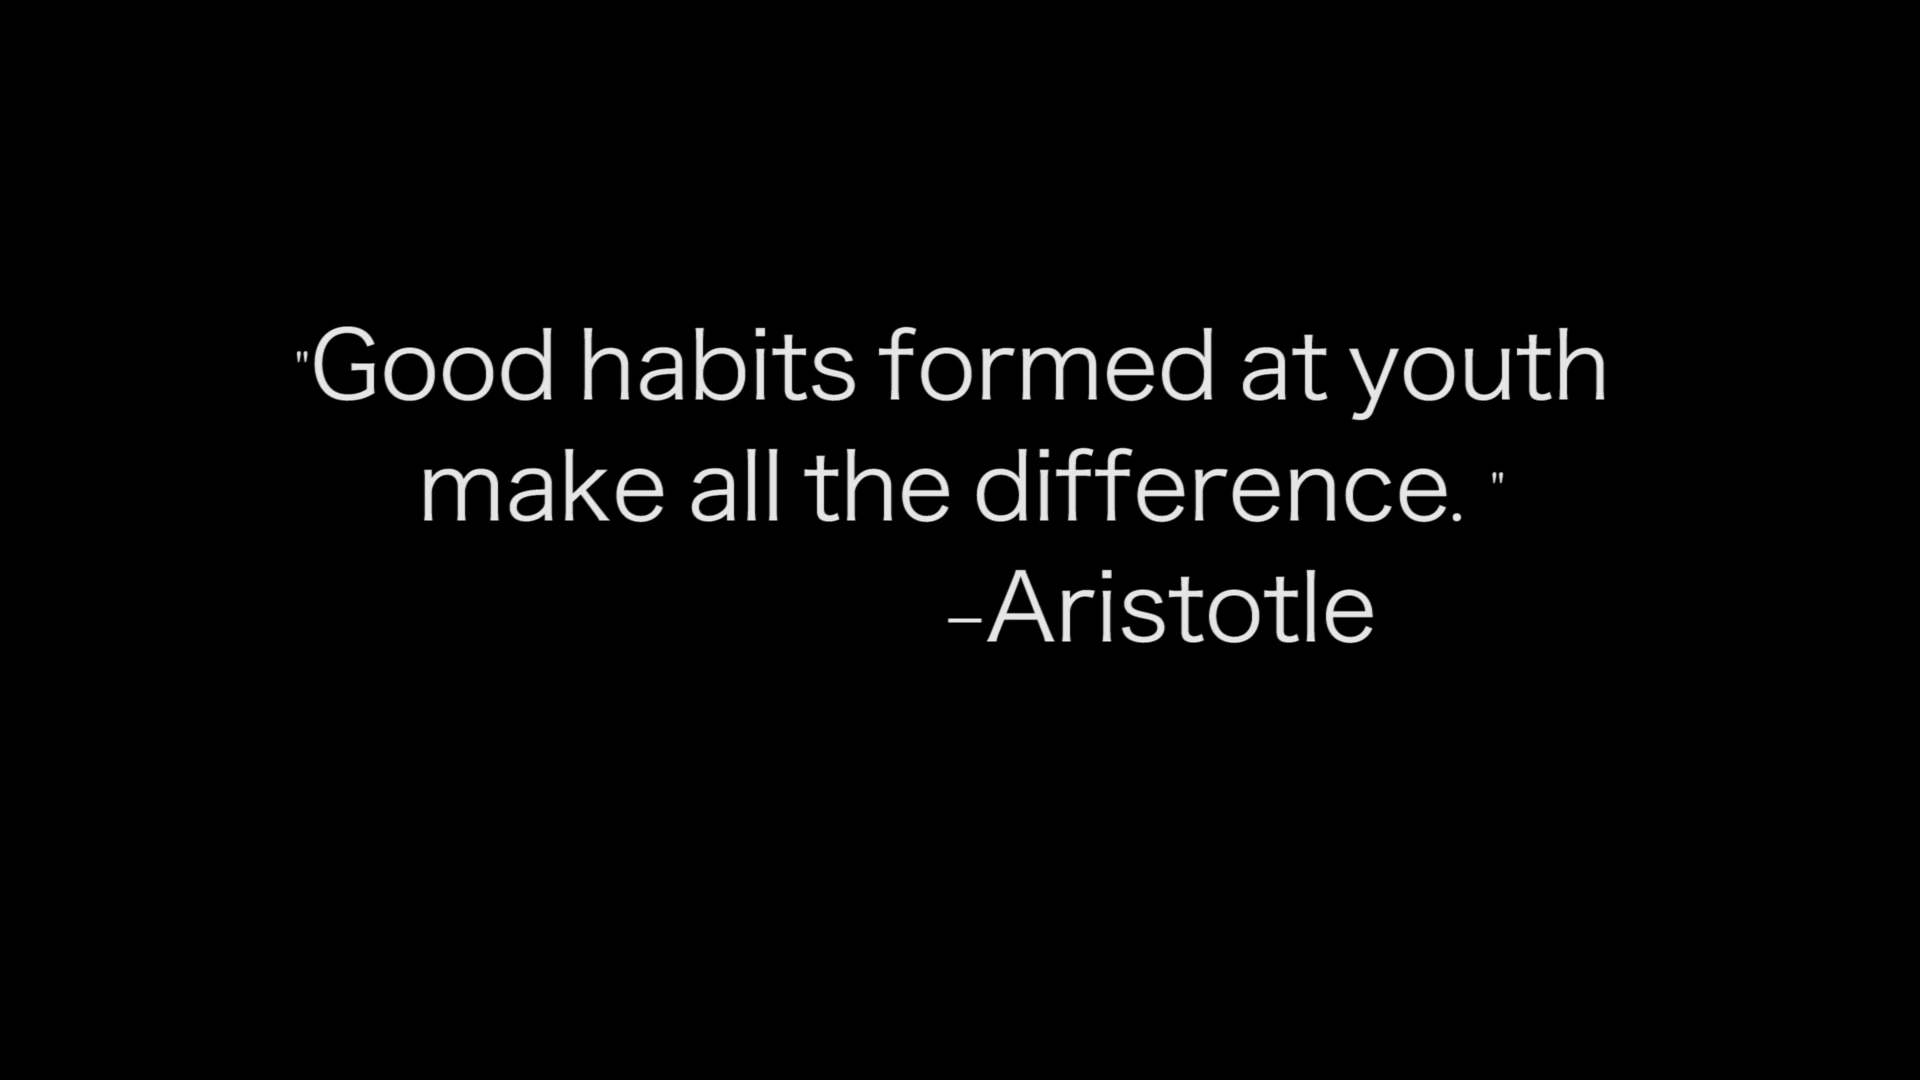 "Good habits formed at youth
make all the difference. "
–Aristotle